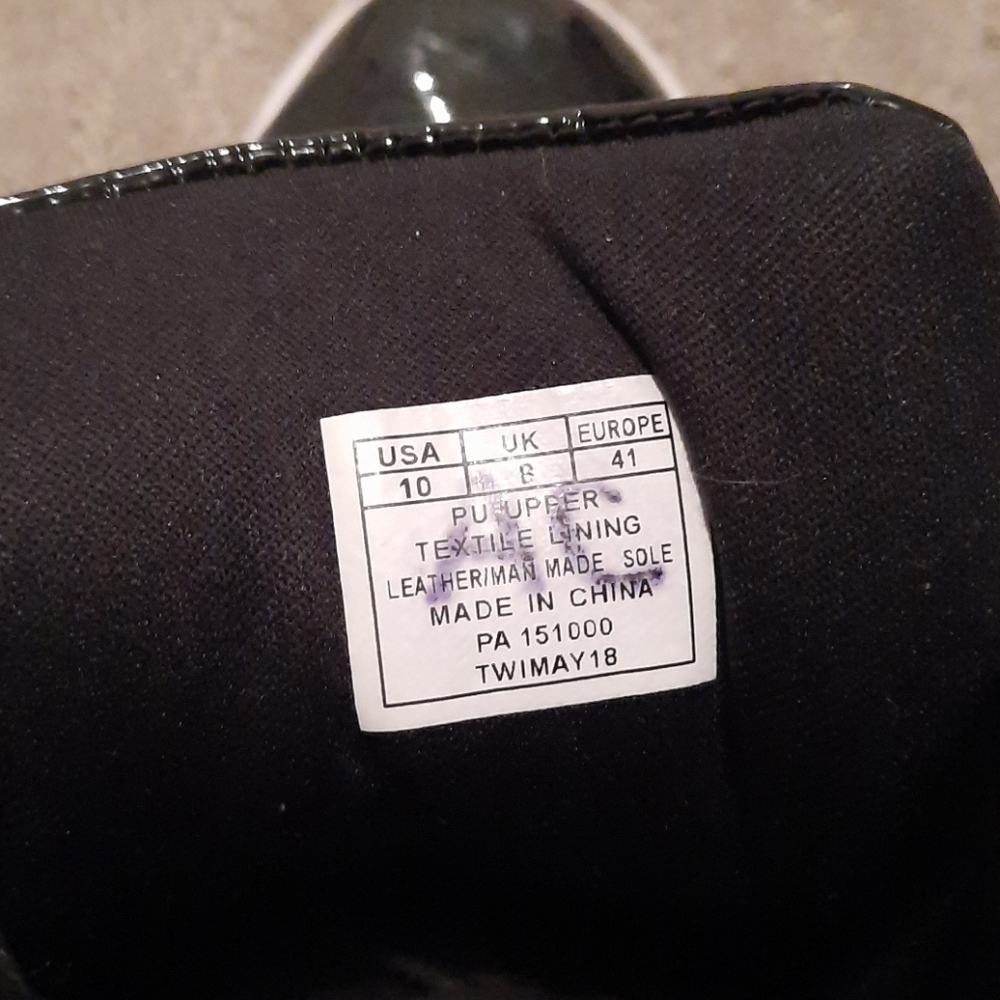 USA UK EUROPE
10 8 41
PU UPPER
TEXTILE LINING
LEATHER/MAN MADE SOLE
MADE IN CHINA
PA 151000
TWIMAY18